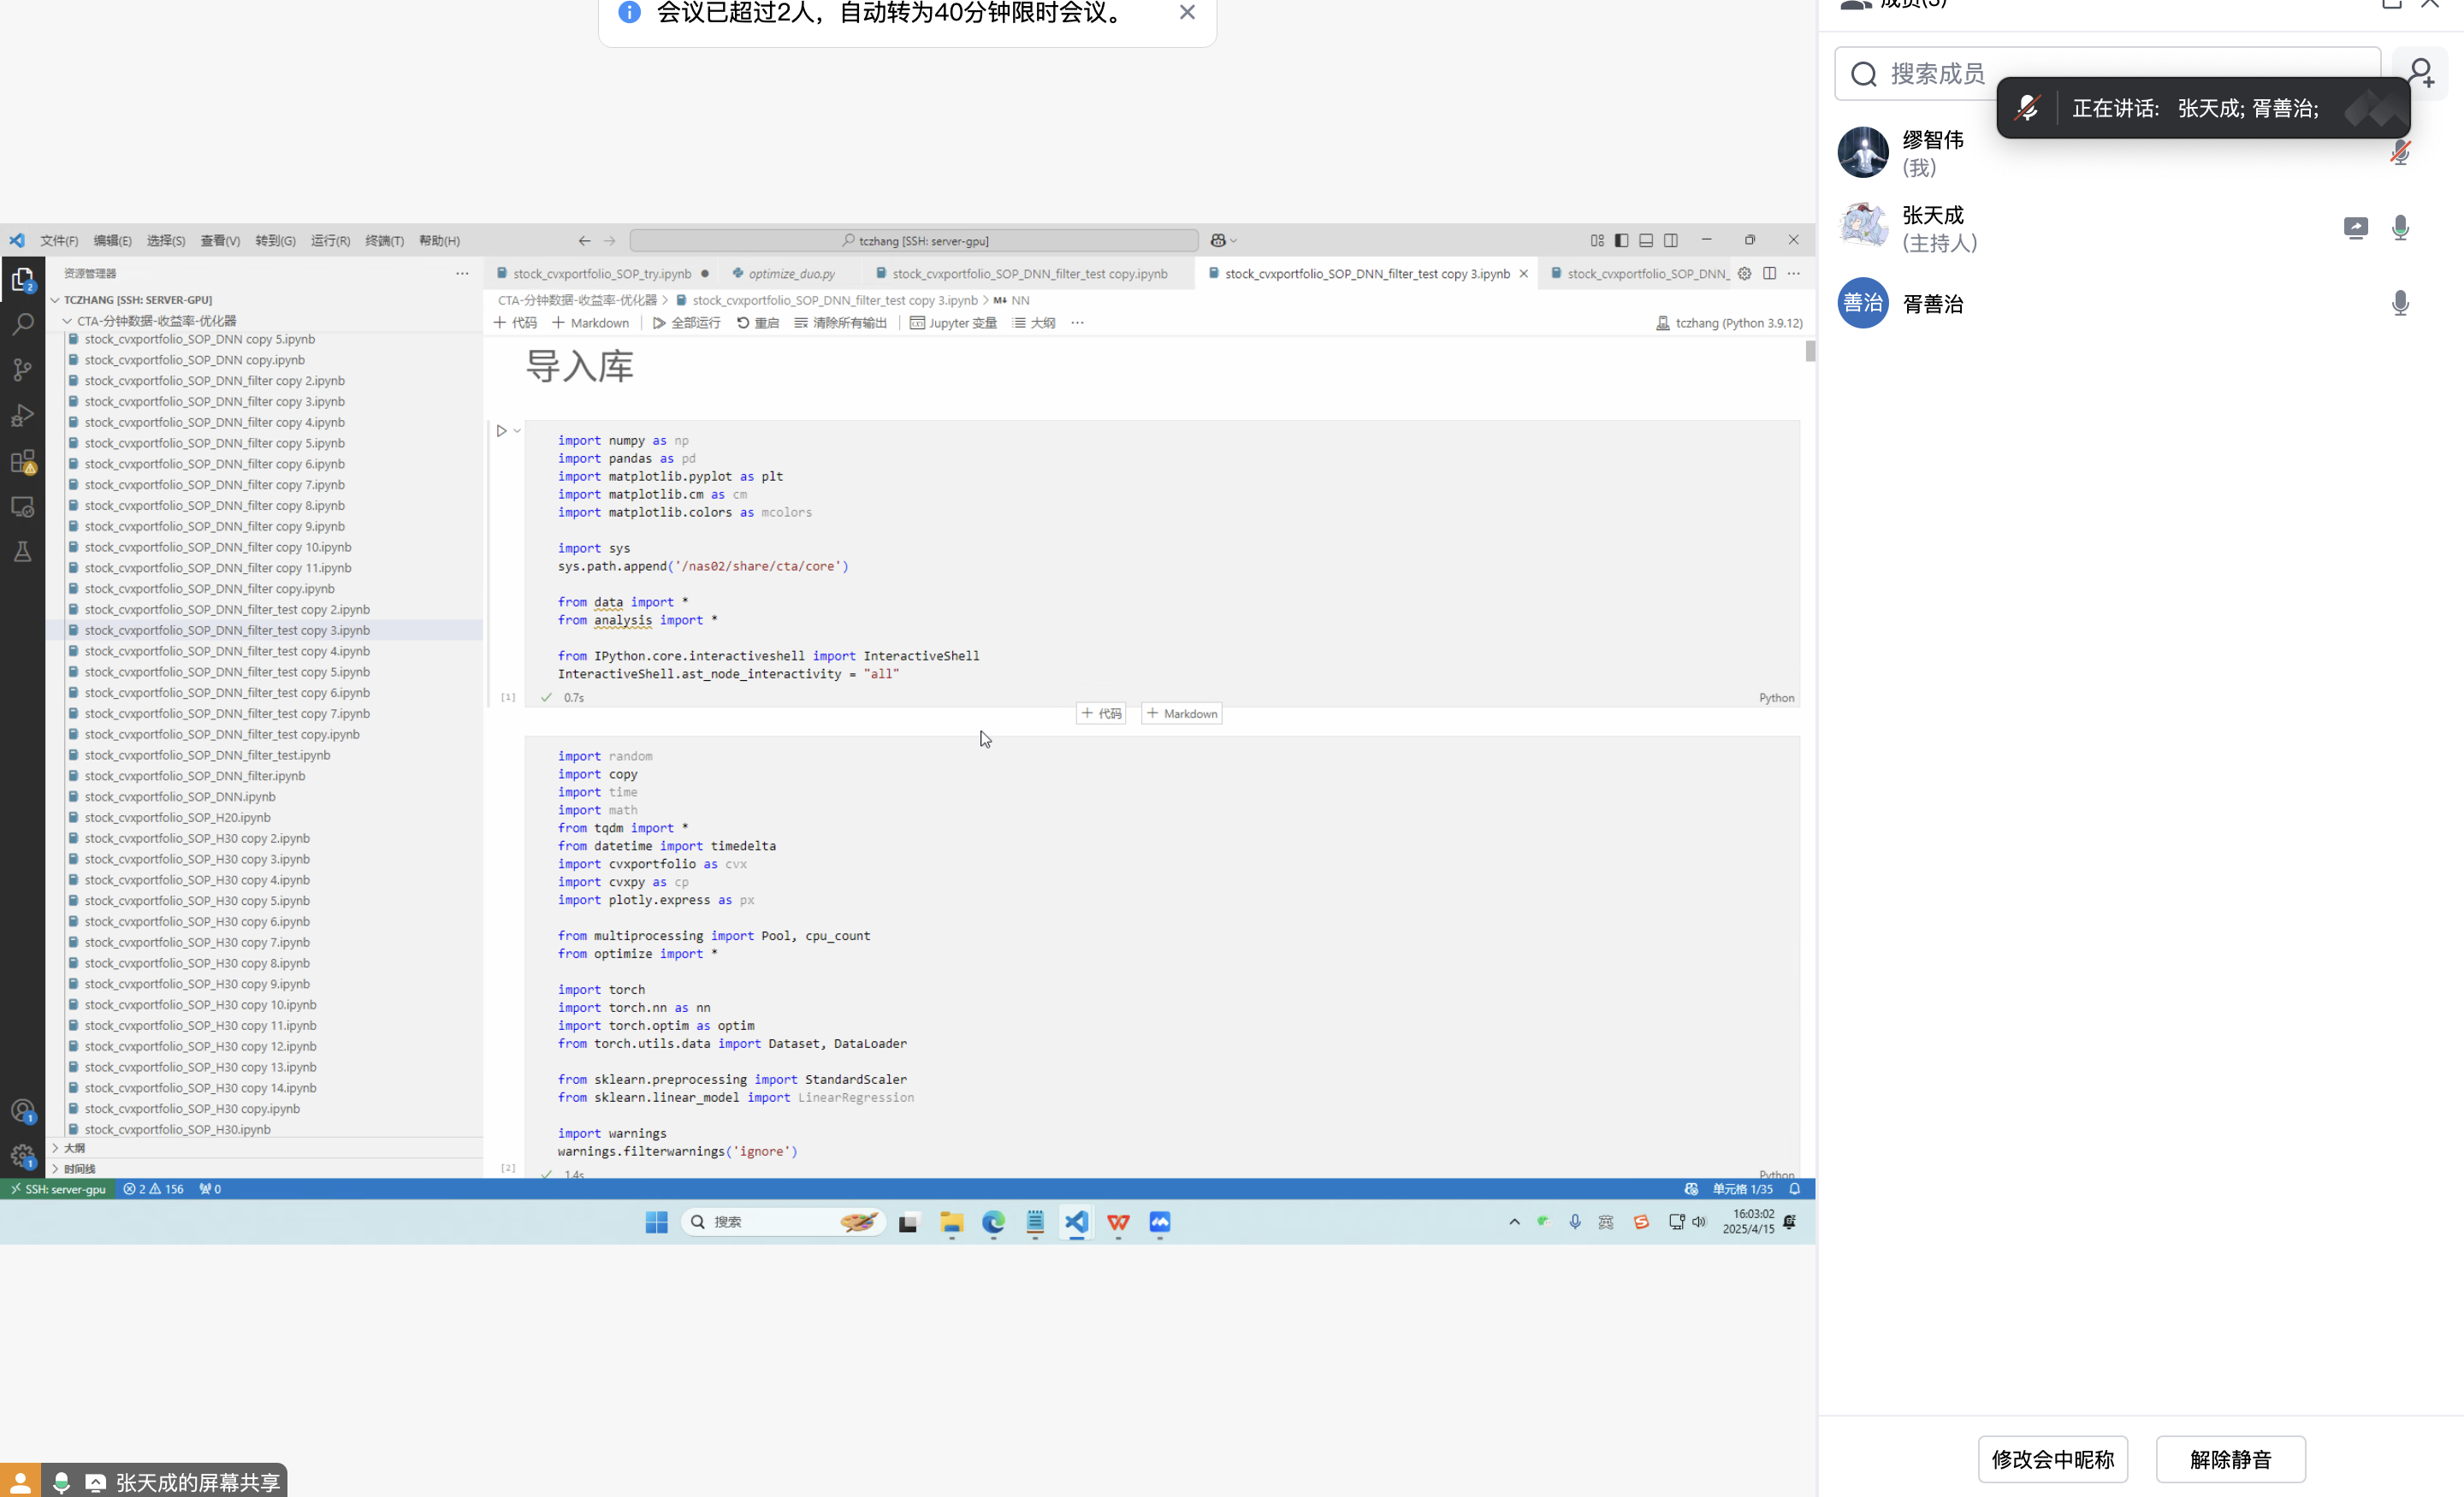 会议已超过2人，自动转为40分钟限时会议。
成员(3)
搜索成员
正在讲话: 张天成; 胥善治;
缪智伟
(我)
张天成
(主持人)
善治
胥善治
文件(F) 编辑(E) 选择(S) 查看(V) 转到(G) 运行(R) 终端(T) 帮助(H)
tczhang [SSH: server-gpu]
资源管理器
stock_cvxportfolio_SOP_try.ipynb
optimize_duo.py
stock_cvxportfolio_SOP_DNN_filter_test copy.ipynb
stock_cvxportfolio_SOP_DNN_filter_test copy 3.ipynb
stock_cvxportfolio_SOP_DNN_
TCZHANG [SSH: SERVER-GPU]
CTA-分钟数据-收益率-优化器 > stock_cvxportfolio_SOP_DNN_filter_test copy 3.ipynb > M↓ NN
CTA-分钟数据-收益率-优化器
+ 代码 + Markdown 全部运行 重启 清除所有输出 Jupyter 变量 大纲 ···
tczhang (Python 3.9.12)
stock_cvxportfolio_SOP_DNN copy 5.ipynb
stock_cvxportfolio_SOP_DNN copy.ipynb
stock_cvxportfolio_SOP_DNN_filter copy 2.ipynb
stock_cvxportfolio_SOP_DNN_filter copy 3.ipynb
stock_cvxportfolio_SOP_DNN_filter copy 4.ipynb
stock_cvxportfolio_SOP_DNN_filter copy 5.ipynb
stock_cvxportfolio_SOP_DNN_filter copy 6.ipynb
stock_cvxportfolio_SOP_DNN_filter copy 7.ipynb
stock_cvxportfolio_SOP_DNN_filter copy 8.ipynb
stock_cvxportfolio_SOP_DNN_filter copy 9.ipynb
stock_cvxportfolio_SOP_DNN_filter copy 10.ipynb
stock_cvxportfolio_SOP_DNN_filter copy 11.ipynb
stock_cvxportfolio_SOP_DNN_filter copy.ipynb
stock_cvxportfolio_SOP_DNN_filter_test copy 2.ipynb
stock_cvxportfolio_SOP_DNN_filter_test copy 3.ipynb
stock_cvxportfolio_SOP_DNN_filter_test copy 4.ipynb
stock_cvxportfolio_SOP_DNN_filter_test copy 5.ipynb
stock_cvxportfolio_SOP_DNN_filter_test copy 6.ipynb
stock_cvxportfolio_SOP_DNN_filter_test copy 7.ipynb
stock_cvxportfolio_SOP_DNN_filter_test copy.ipynb
stock_cvxportfolio_SOP_DNN_filter_test.ipynb
stock_cvxportfolio_SOP_DNN_filter.ipynb
stock_cvxportfolio_SOP_DNN.ipynb
stock_cvxportfolio_SOP_H20.ipynb
stock_cvxportfolio_SOP_H30 copy 2.ipynb
stock_cvxportfolio_SOP_H30 copy 3.ipynb
stock_cvxportfolio_SOP_H30 copy 4.ipynb
stock_cvxportfolio_SOP_H30 copy 5.ipynb
stock_cvxportfolio_SOP_H30 copy 6.ipynb
stock_cvxportfolio_SOP_H30 copy 7.ipynb
stock_cvxportfolio_SOP_H30 copy 8.ipynb
stock_cvxportfolio_SOP_H30 copy 9.ipynb
stock_cvxportfolio_SOP_H30 copy 10.ipynb
stock_cvxportfolio_SOP_H30 copy 11.ipynb
stock_cvxportfolio_SOP_H30 copy 12.ipynb
stock_cvxportfolio_SOP_H30 copy 13.ipynb
stock_cvxportfolio_SOP_H30 copy 14.ipynb
stock_cvxportfolio_SOP_H30 copy.ipynb
stock_cvxportfolio_SOP_H30.ipynb
大纲
时间线
导入库
import numpy as np
import pandas as pd
import matplotlib.pyplot as plt
import matplotlib.cm as cm
import matplotlib.colors as mcolors
import sys
sys.path.append('/nas02/share/cta/core')
from data import *
from analysis import *
from IPython.core.interactiveshell import InteractiveShell
InteractiveShell.ast_node_interactivity = "all"
[1] 0.7s Python
+ 代码 + Markdown
import random
import copy
import time
import math
from tqdm import *
from datetime import timedelta
import cvxportfolio as cvx
import cvxpy as cp
import plotly.express as px
from multiprocessing import Pool, cpu_count
from optimize import *
import torch
import torch.nn as nn
import torch.optim as optim
from torch.utils.data import Dataset, DataLoader
from sklearn.preprocessing import StandardScaler
from sklearn.linear_model import LinearRegression
import warnings
warnings.filterwarnings('ignore')
[2] 1.4s Python
SSH: server-gpu 2 156 0
单元格 1/35
搜索
16:03:02
2025/4/15
张天成的屏幕共享
修改会中昵称
解除静音